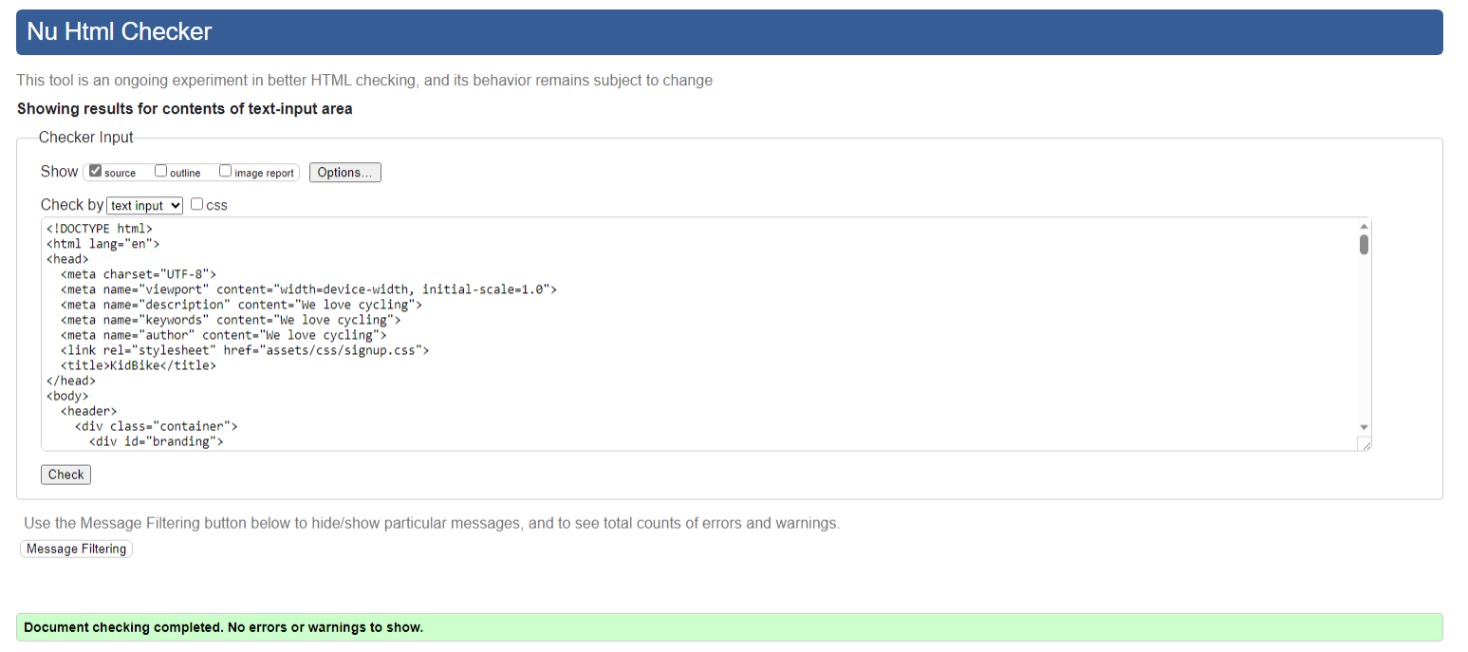 Nu Html Checker
This tool is an ongoing experiment in better HTML checking, and its behavior remains subject to change
Showing results for contents of text-input area
Checker Input
Show source outline image report Options...
Check by text input css
<!DOCTYPE html>
<html lang="en">
<head>
  <meta charset="UTF-8">
  <meta name="viewport" content="width=device-width, initial-scale=1.0">
  <meta name="description" content="We love cycling">
  <meta name="keywords" content="We love cycling">
  <meta name="author" content="We love cycling">
  <link rel="stylesheet" href="assets/css/signup.css">
  <title>KidBike</title>
</head>
<body>
  <header>
    <div class="container">
      <div id="branding">
Check
Use the Message Filtering button below to hide/show particular messages, and to see total counts of errors and warnings.
Message Filtering
Document checking completed. No errors or warnings to show.